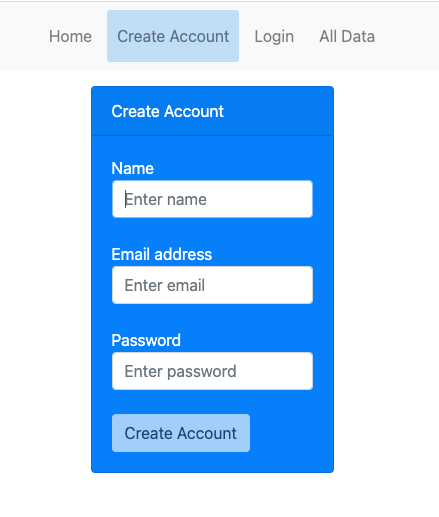 Home Create Account Login All Data
Create Account
Name
Enter name
Email address
Enter email
Password
Enter password
Create Account